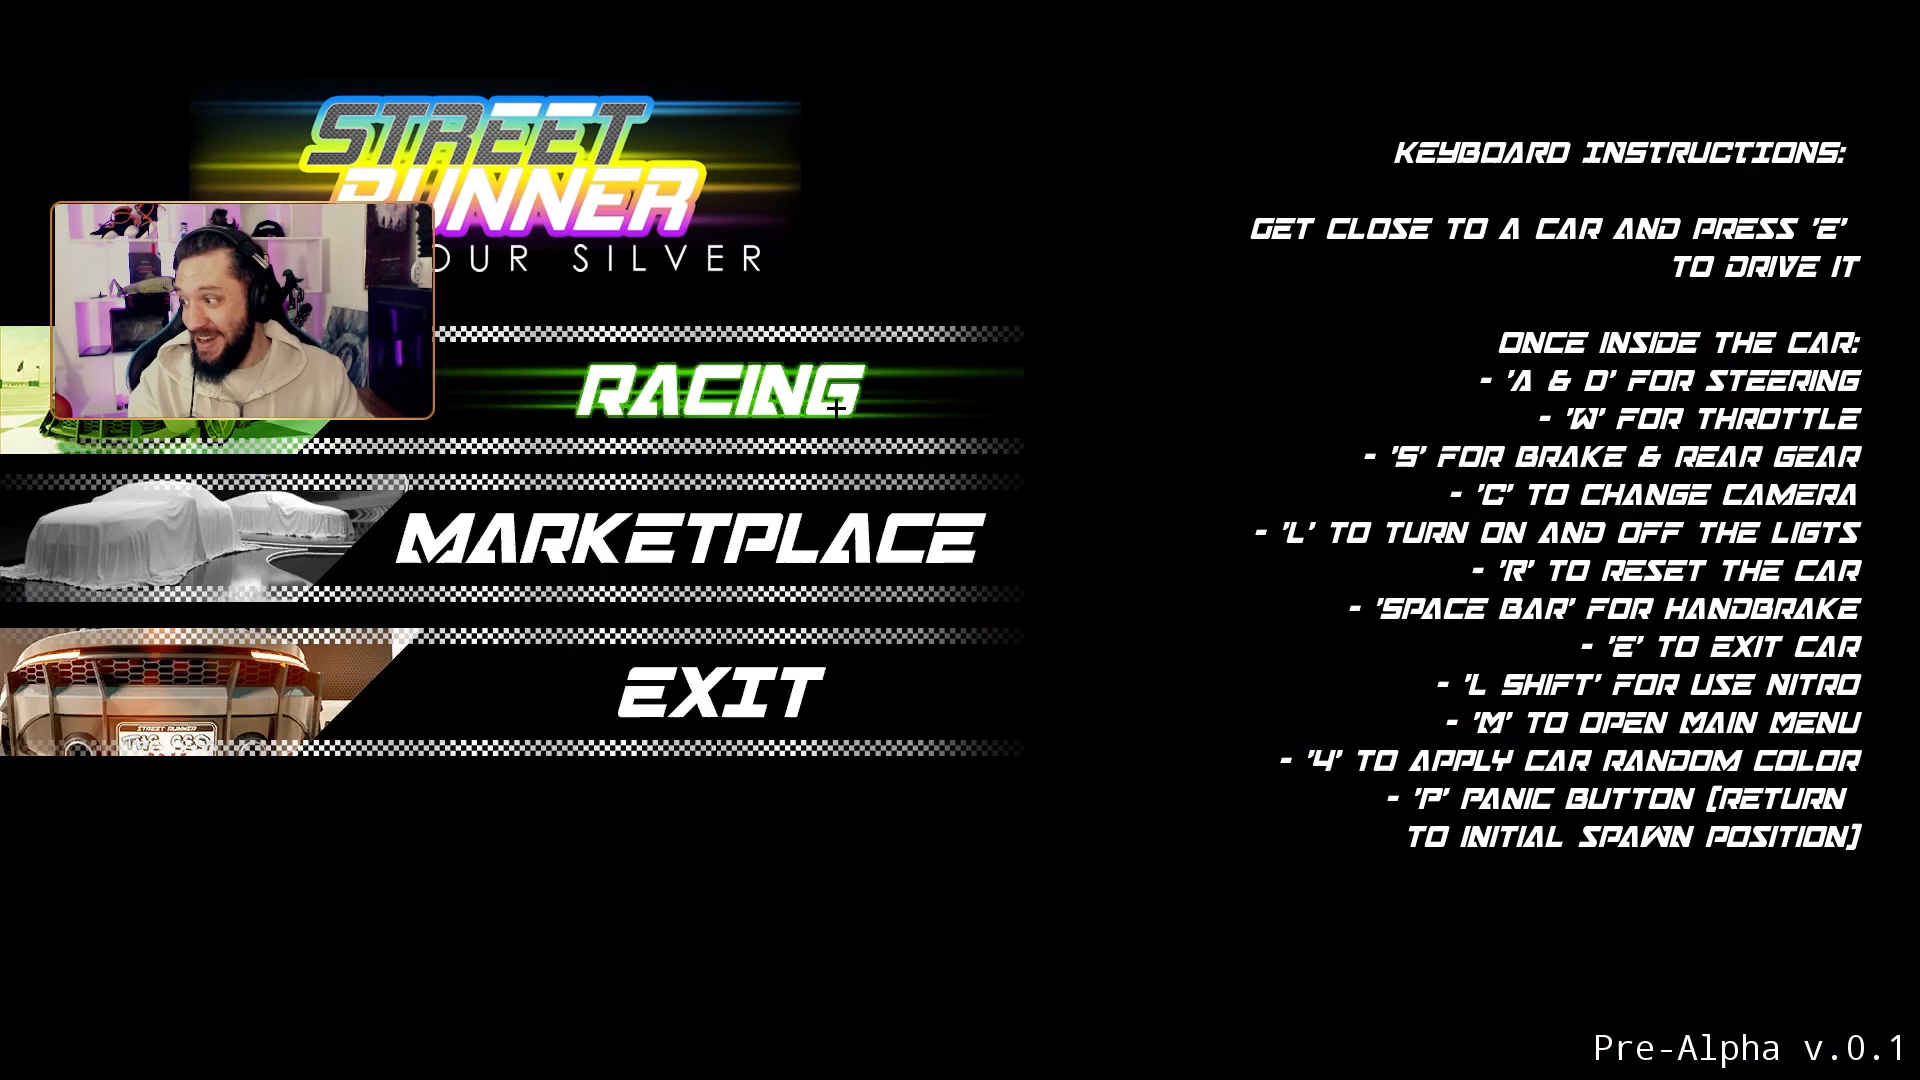 STREET
RUNNER
OUR SILVER
RACING
MARKETPLACE
EXIT
STREET RUNNER
KEYBOARD INSTRUCTIONS:
GET CLOSE TO A CAR AND PRESS 'E'
TO DRIVE IT
ONCE INSIDE THE CAR:
- 'A & D' FOR STEERING
- 'W' FOR THROTTLE
- 'S' FOR BRAKE & REAR GEAR
- 'C' TO CHANGE CAMERA
- 'L' TO TURN ON AND OFF THE LIGTS
- 'R' TO RESET THE CAR
- 'SPACE BAR' FOR HANDBRAKE
- 'E' TO EXIT CAR
- 'L SHIFT' FOR USE NITRO
- 'M' TO OPEN MAIN MENU
- '4' TO APPLY CAR RANDOM COLOR
- 'P' PANIC BUTTON (RETURN
TO INITIAL SPAWN POSITION)
Pre-Alpha v.0.1